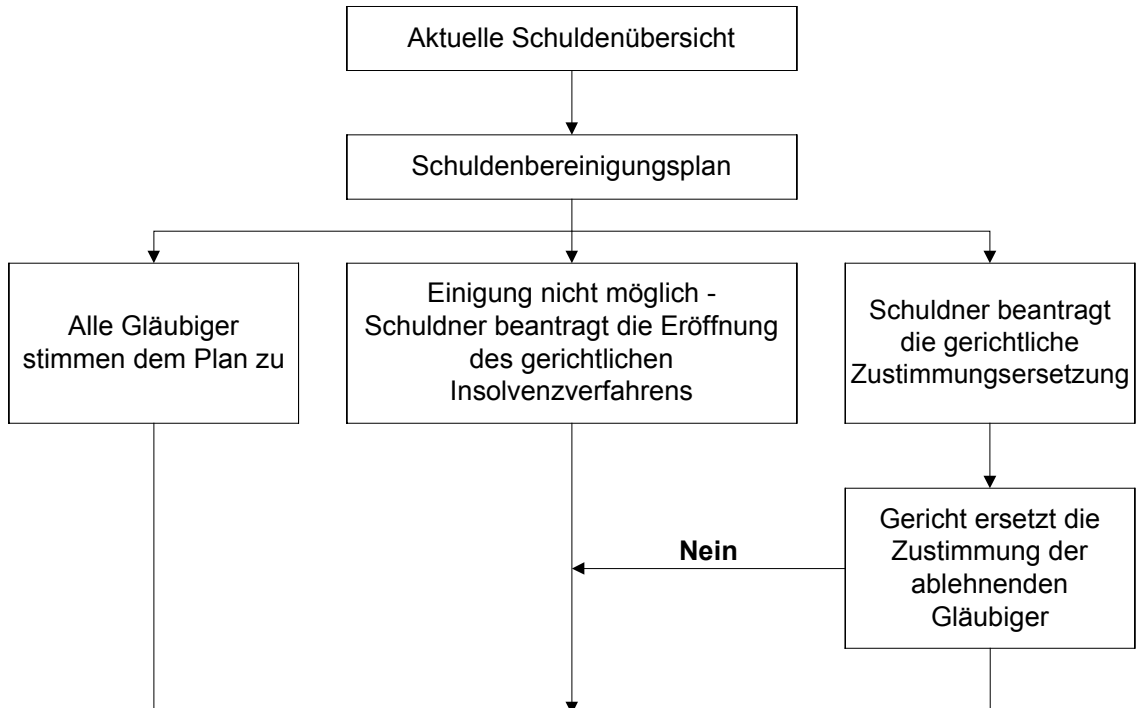 Aktuelle Schuldenübersicht
Schuldenbereinigungsplan
Alle Gläubiger
stimmen dem Plan zu
Einigung nicht möglich -
Schuldner beantragt die Eröffnung
des gerichtlichen
Insolvenzverfahrens
Schuldner beantragt
die gerichtliche
Zustimmungsersetzung
Nein
Gericht ersetzt die
Zustimmung der
ablehnenden
Gläubiger